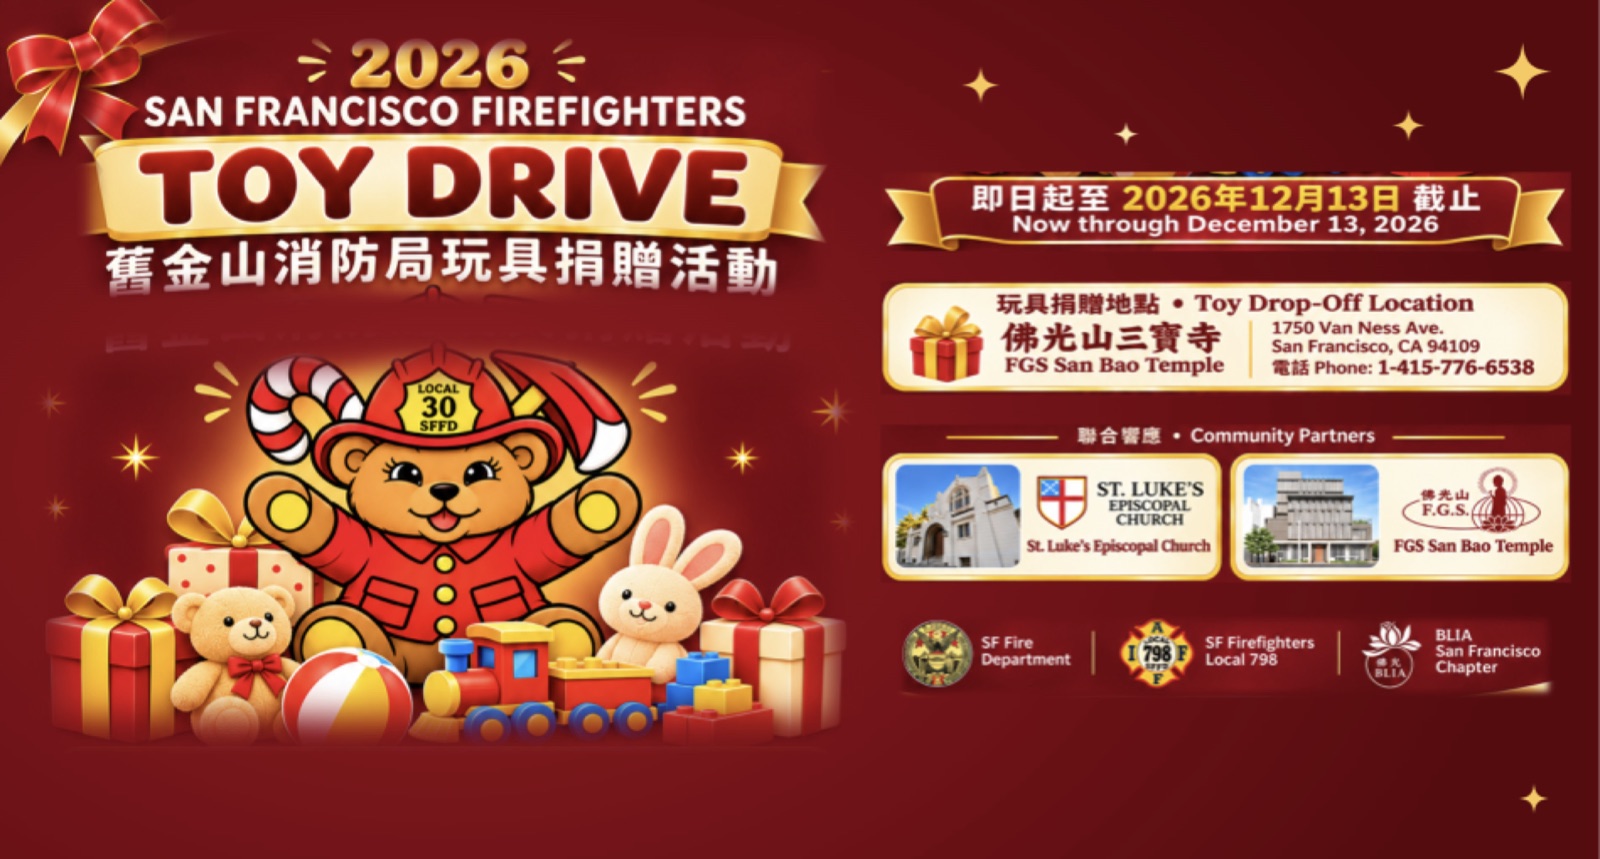 2026
SAN FRANCISCO FIREFIGHTERS
TOY DRIVE
舊金山消防局玩具捐贈活動
LOCAL
30
SFFD
即日起至 2026年12月13日 截止
Now through December 13, 2026
玩具捐贈地點 • Toy Drop-Off Location
佛光山三寶寺
FGS San Bao Temple
1750 Van Ness Ave.
San Francisco, CA 94109
電話 Phone: 1-415-776-6538
聯合響應 • Community Partners
ST. LUKE'S
EPISCOPAL
CHURCH
St. Luke's Episcopal Church
佛光山
F.G.S.
FGS San Bao Temple
SF Fire
Department
A
LOCAL
I 798 F
SFFD
F
SF Firefighters
Local 798
佛光
BLIA
BLIA
San Francisco
Chapter